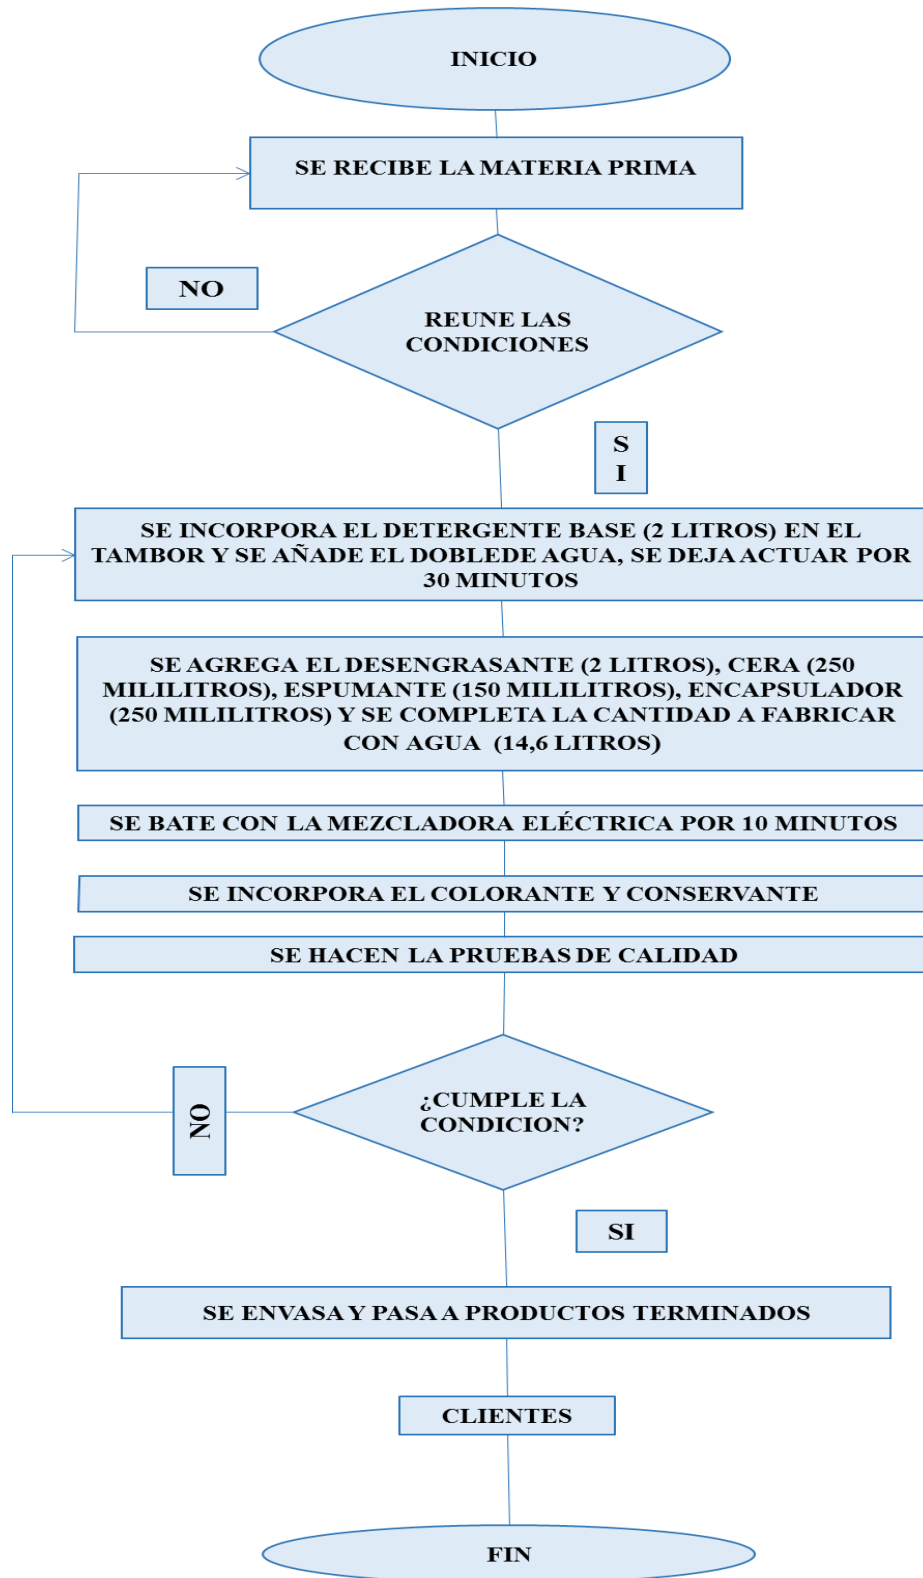 INICIO
SE RECIBE LA MATERIA PRIMA
NO
REUNE LAS
CONDICIONES
S
I
SE INCORPORA EL DETERGENTE BASE (2 LITROS) EN EL
TAMBOR Y SE AÑADE EL DOBLEDE AGUA, SE DEJA ACTUAR POR
30 MINUTOS
SE AGREGA EL DESENGRASANTE (2 LITROS), CERA (250
MILILITROS), ESPUMANTE (150 MILILITROS), ENCAPSULADOR
(250 MILILITROS) Y SE COMPLETA LA CANTIDAD A FABRICAR
CON AGUA (14,6 LITROS)
SE BATE CON LA MEZCLADORA ELÉCTRICA POR 10 MINUTOS
SE INCORPORA EL COLORANTE Y CONSERVANTE
SE HACEN LA PRUEBAS DE CALIDAD
¿CUMPLE LA
CONDICION?
NO
SI
SE ENVASA Y PASA A PRODUCTOS TERMINADOS
CLIENTES
FIN